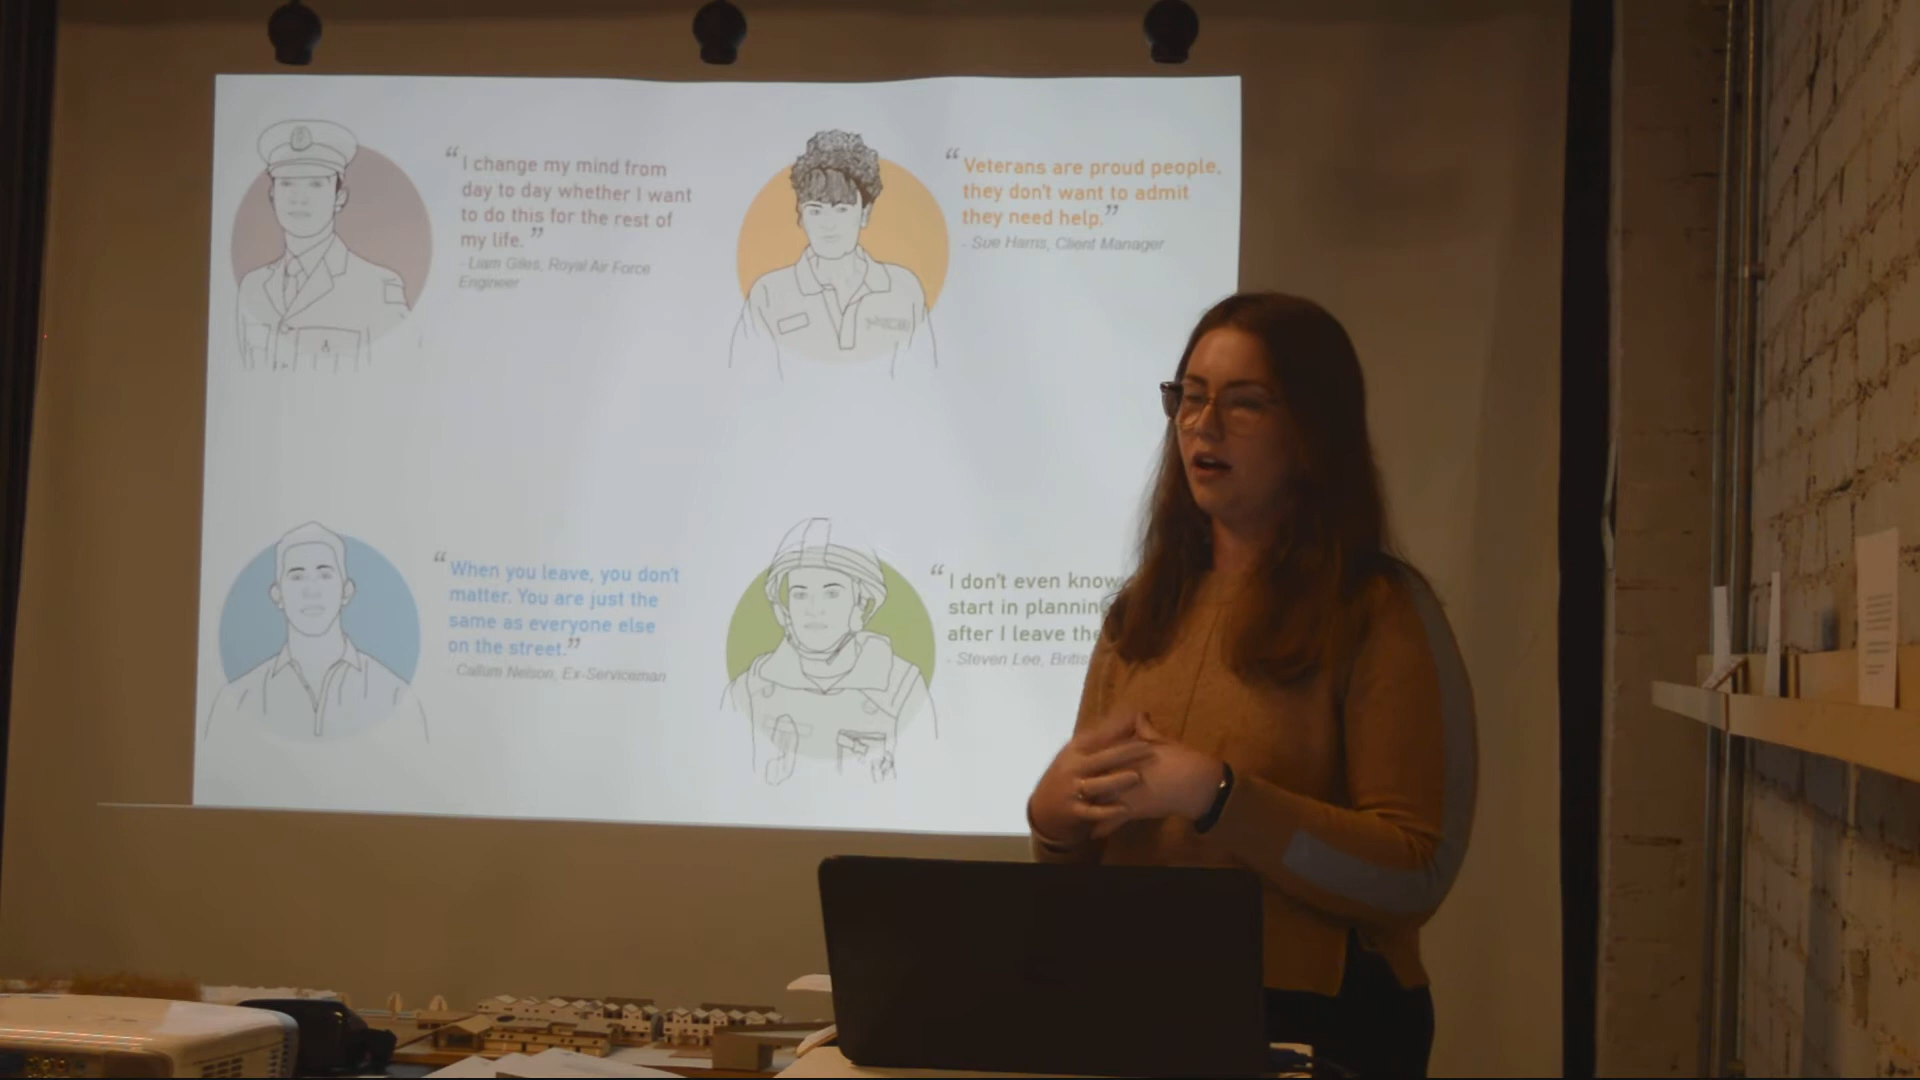 “ I change my mind from
day to day whether I want
to do this for the rest of
my life. ”
- Liam Giles, Royal Air Force
Engineer
“ Veterans are proud people,
they don't want to admit
they need help.”
- Sue Harris, Client Manager
“ When you leave, you don't
matter. You are just the
same as everyone else
on the street.”
- Callum Nelson, Ex-Serviceman
“ I don't even know
start in planning
after I leave the
- Steven Lee,